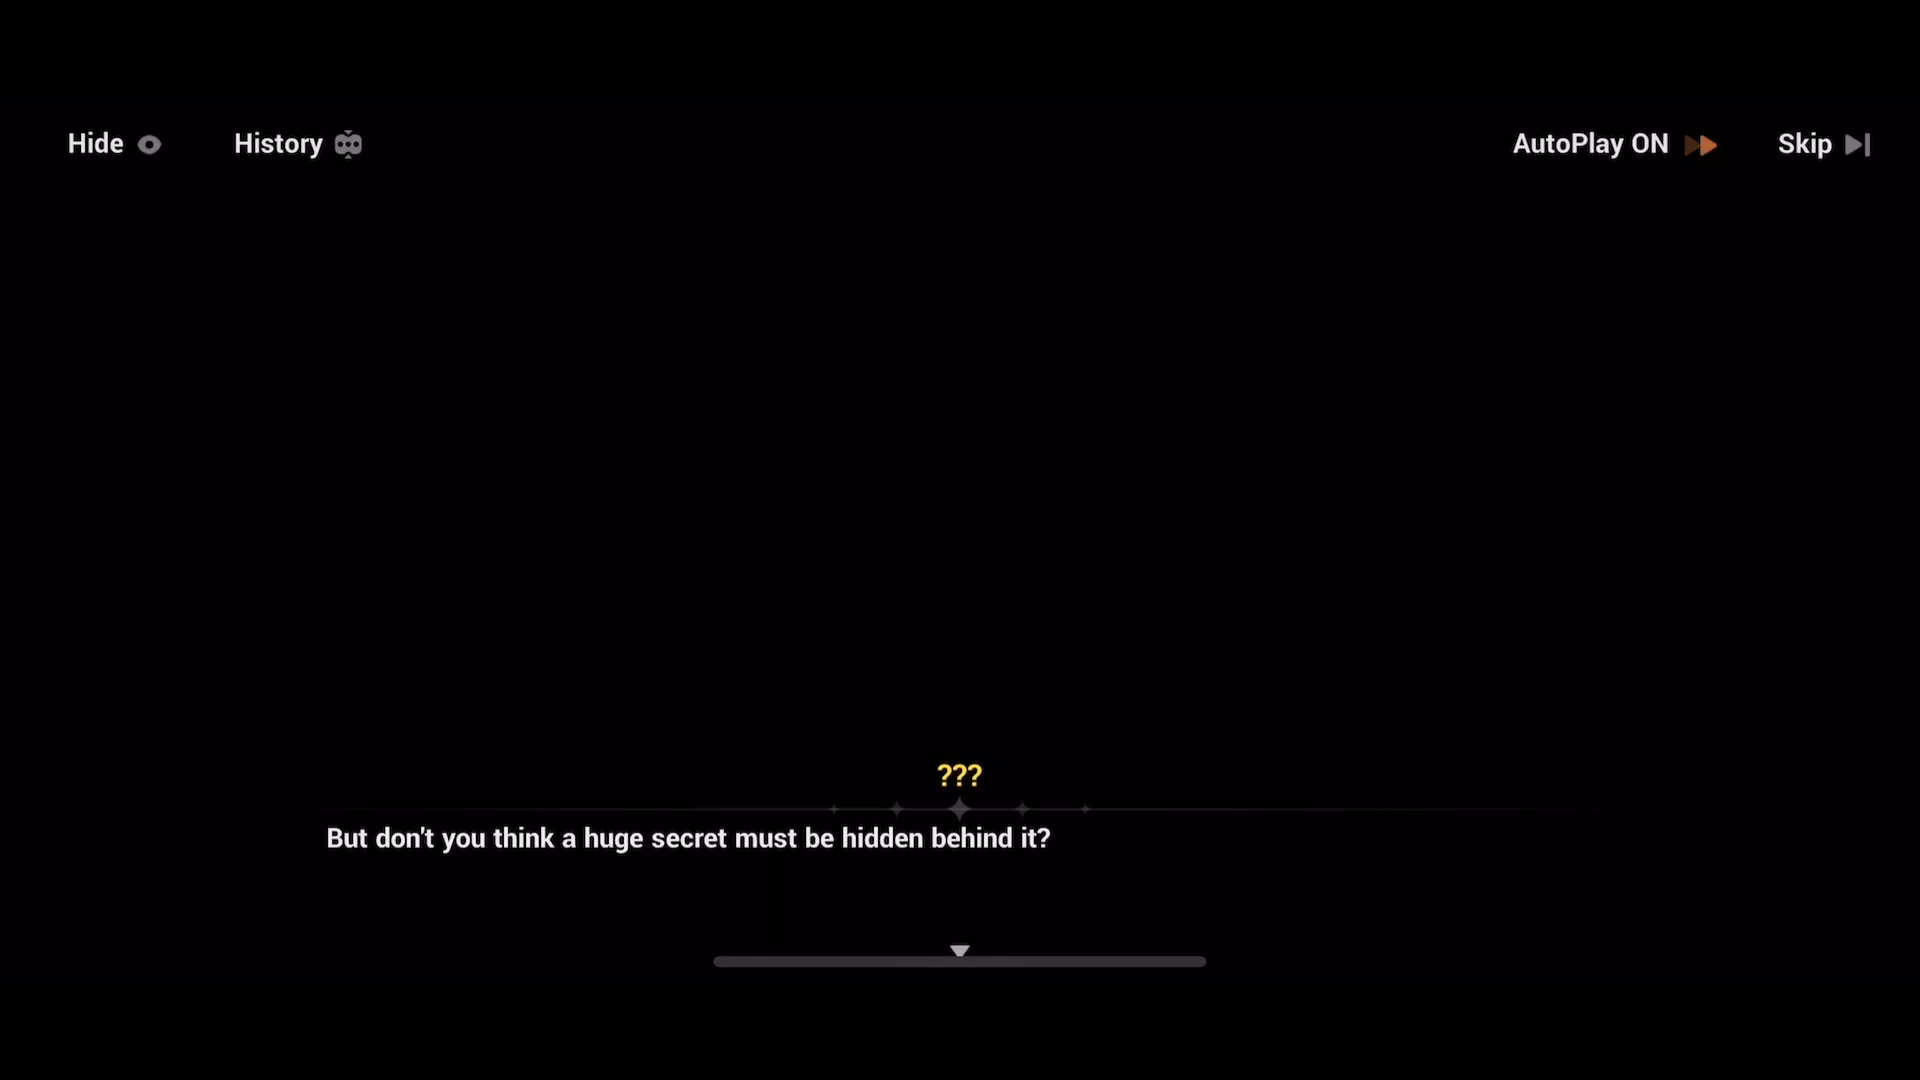 Hide
History
AutoPlay ON
Skip
???
But don't you think a huge secret must be hidden behind it?